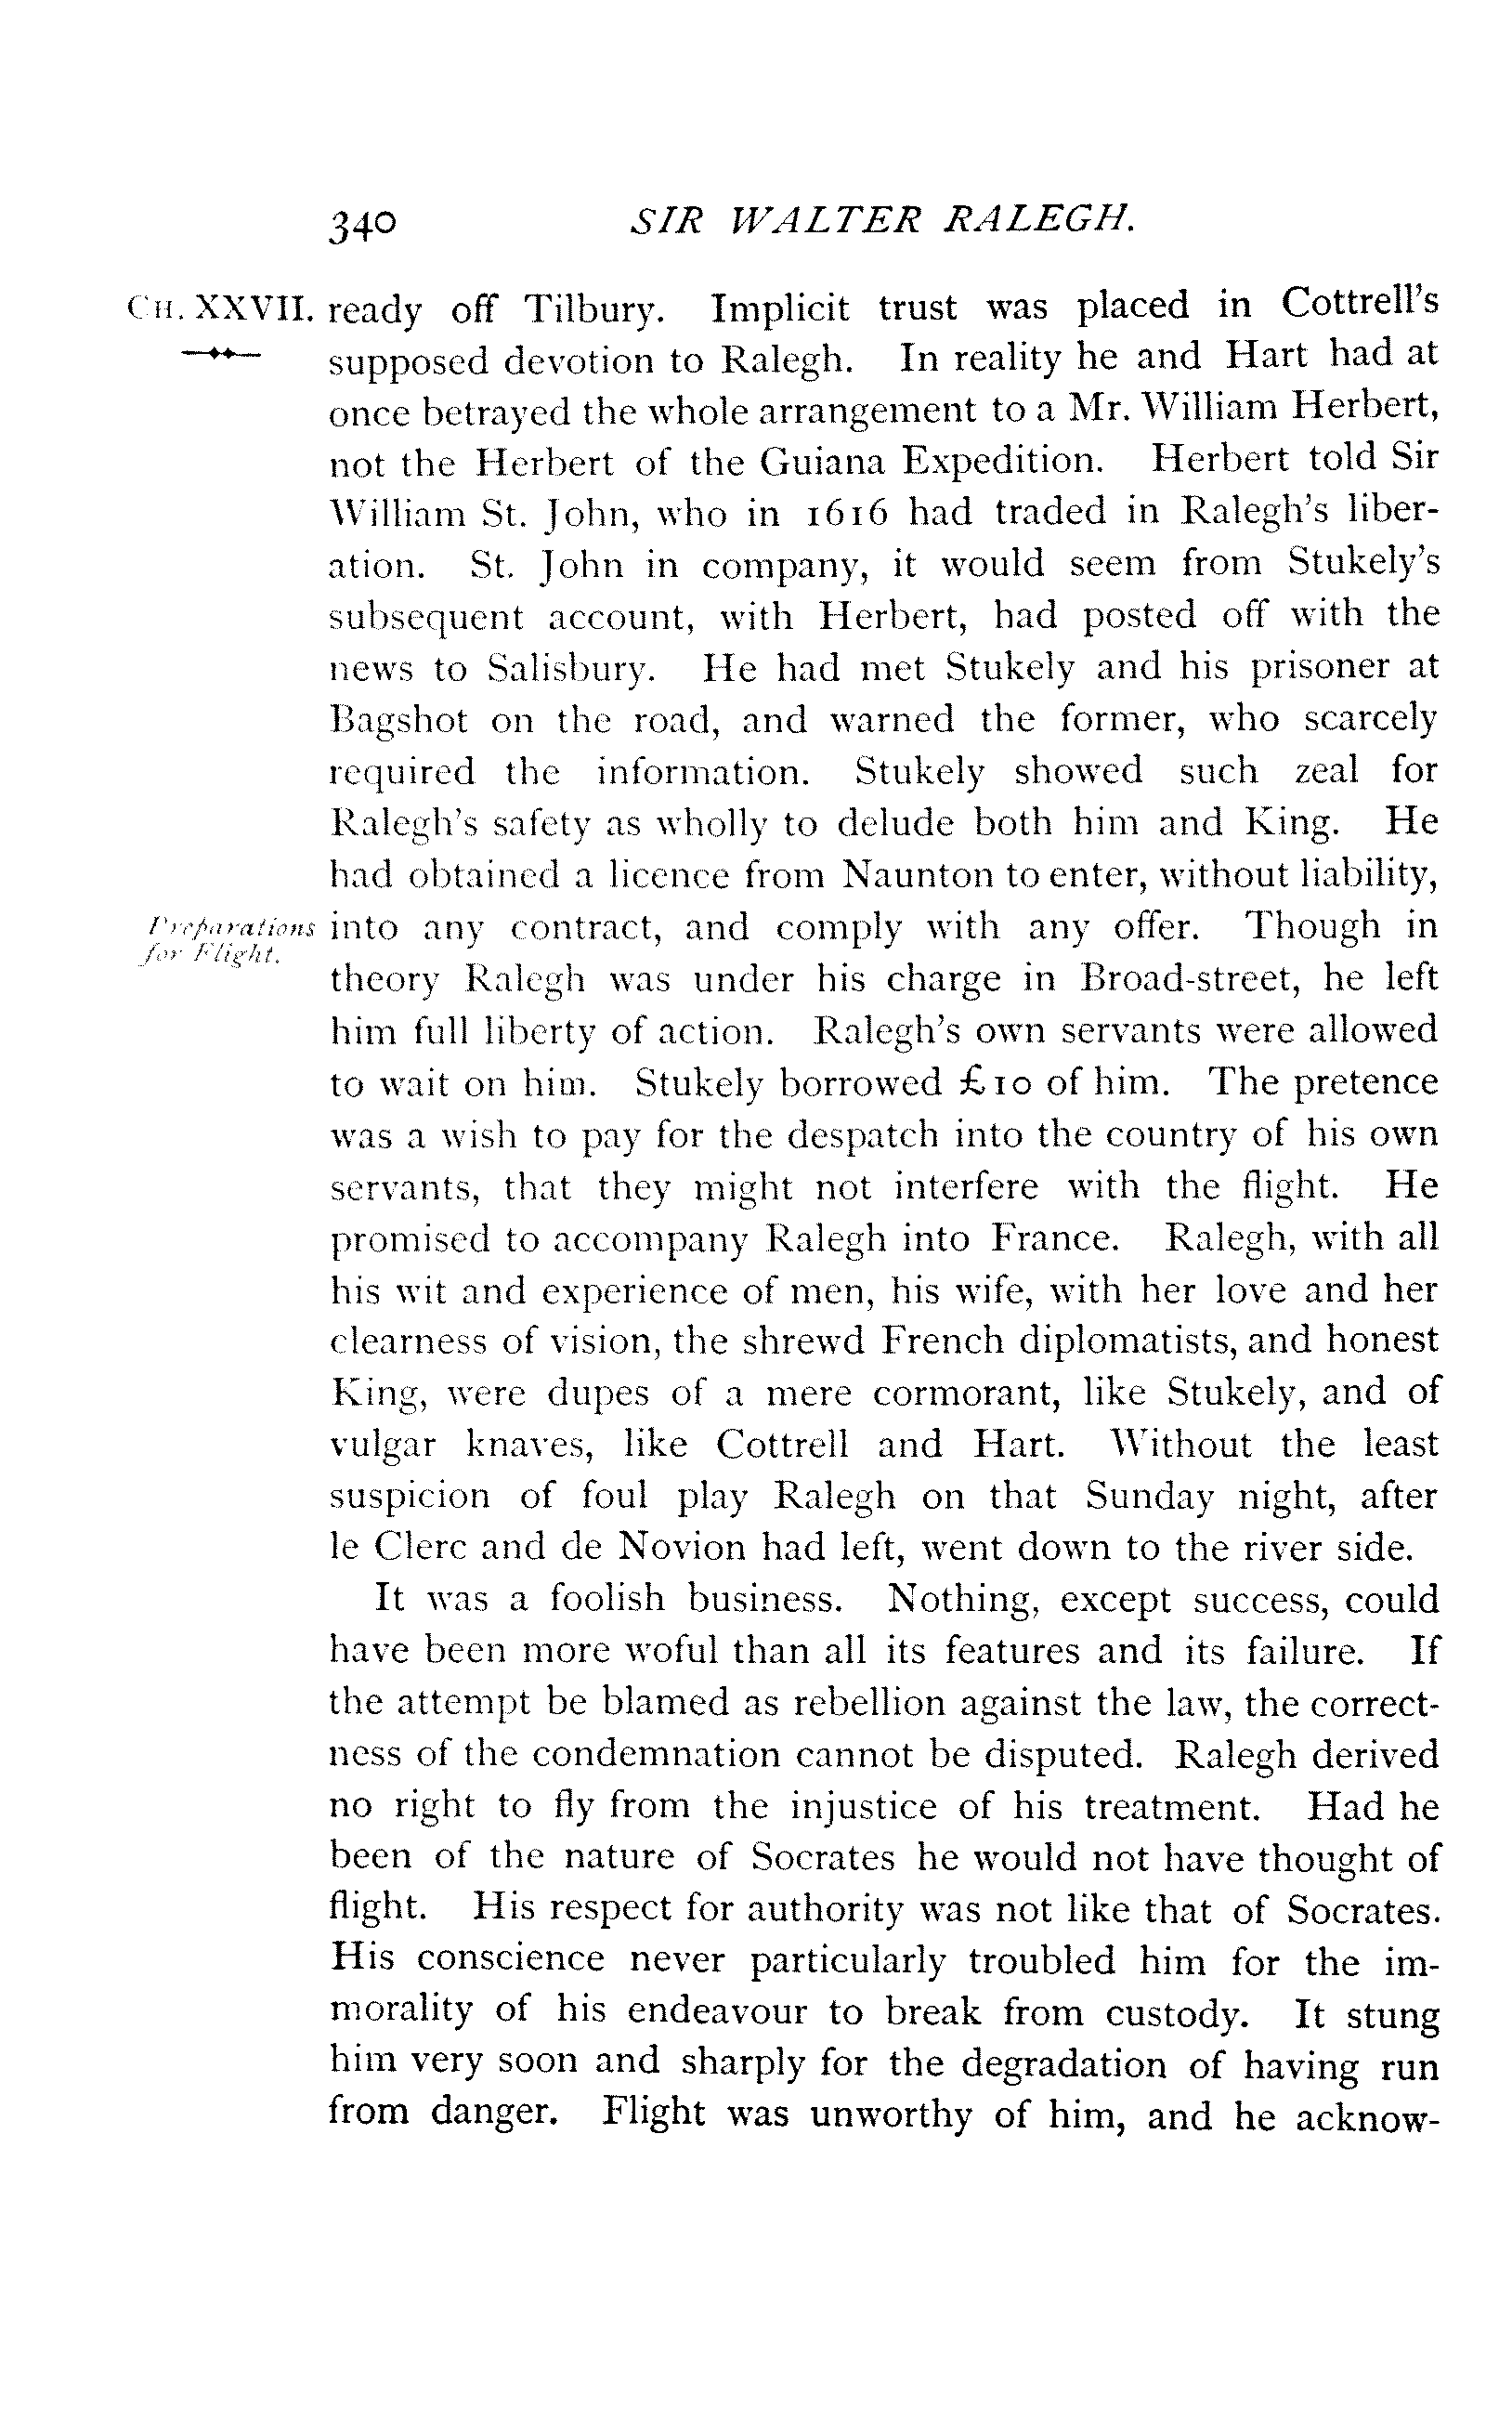 340 SIR WALTER RALEGH.
CH. XXVII. ready off Tilbury. Implicit trust was placed in Cottrell's
supposed devotion to Ralegh. In reality he and Hart had at
once betrayed the whole arrangement to a Mr. William Herbert,
not the Herbert of the Guiana Expedition. Herbert told Sir
William St. John, who in 1616 had traded in Ralegh's liber-
ation. St. John in company, it would seem from Stukely's
subsequent account, with Herbert, had posted off with the
news to Salisbury. He had met Stukely and his prisoner at
Bagshot on the road, and warned the former, who scarcely
required the information. Stukely showed such zeal for
Ralegh's safety as wholly to delude both him and King. He
had obtained a licence from Naunton to enter, without liability,
Preparations
for Flight.
into any contract, and comply with any offer. Though in
theory Ralegh was under his charge in Broad-street, he left
him full liberty of action. Ralegh's own servants were allowed
to wait on him. Stukely borrowed £10 of him. The pretence
was a wish to pay for the despatch into the country of his own
servants, that they might not interfere with the flight. He
promised to accompany Ralegh into France. Ralegh, with all
his wit and experience of men, his wife, with her love and her
clearness of vision, the shrewd French diplomatists, and honest
King, were dupes of a mere cormorant, like Stukely, and of
vulgar knaves, like Cottrell and Hart. Without the least
suspicion of foul play Ralegh on that Sunday night, after
le Clerc and de Novion had left, went down to the river side.
It was a foolish business. Nothing, except success, could
have been more woful than all its features and its failure. If
the attempt be blamed as rebellion against the law, the correct-
ness of the condemnation cannot be disputed. Ralegh derived
no right to fly from the injustice of his treatment. Had he
been of the nature of Socrates he would not have thought of
flight. His respect for authority was not like that of Socrates.
His conscience never particularly troubled him for the im-
morality of his endeavour to break from custody. It stung
him very soon and sharply for the degradation of having run
from danger. Flight was unworthy of him, and he acknow-